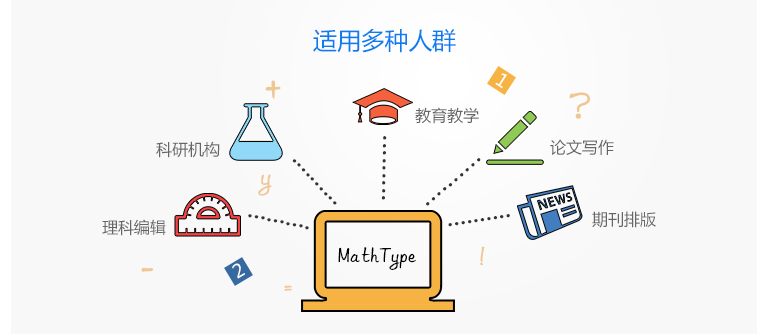 适用多种人群
1
+
?
教育教学
科研机构
论文写作
y
NEWS
理科编辑
期刊排版
MathType
!
-
2
=